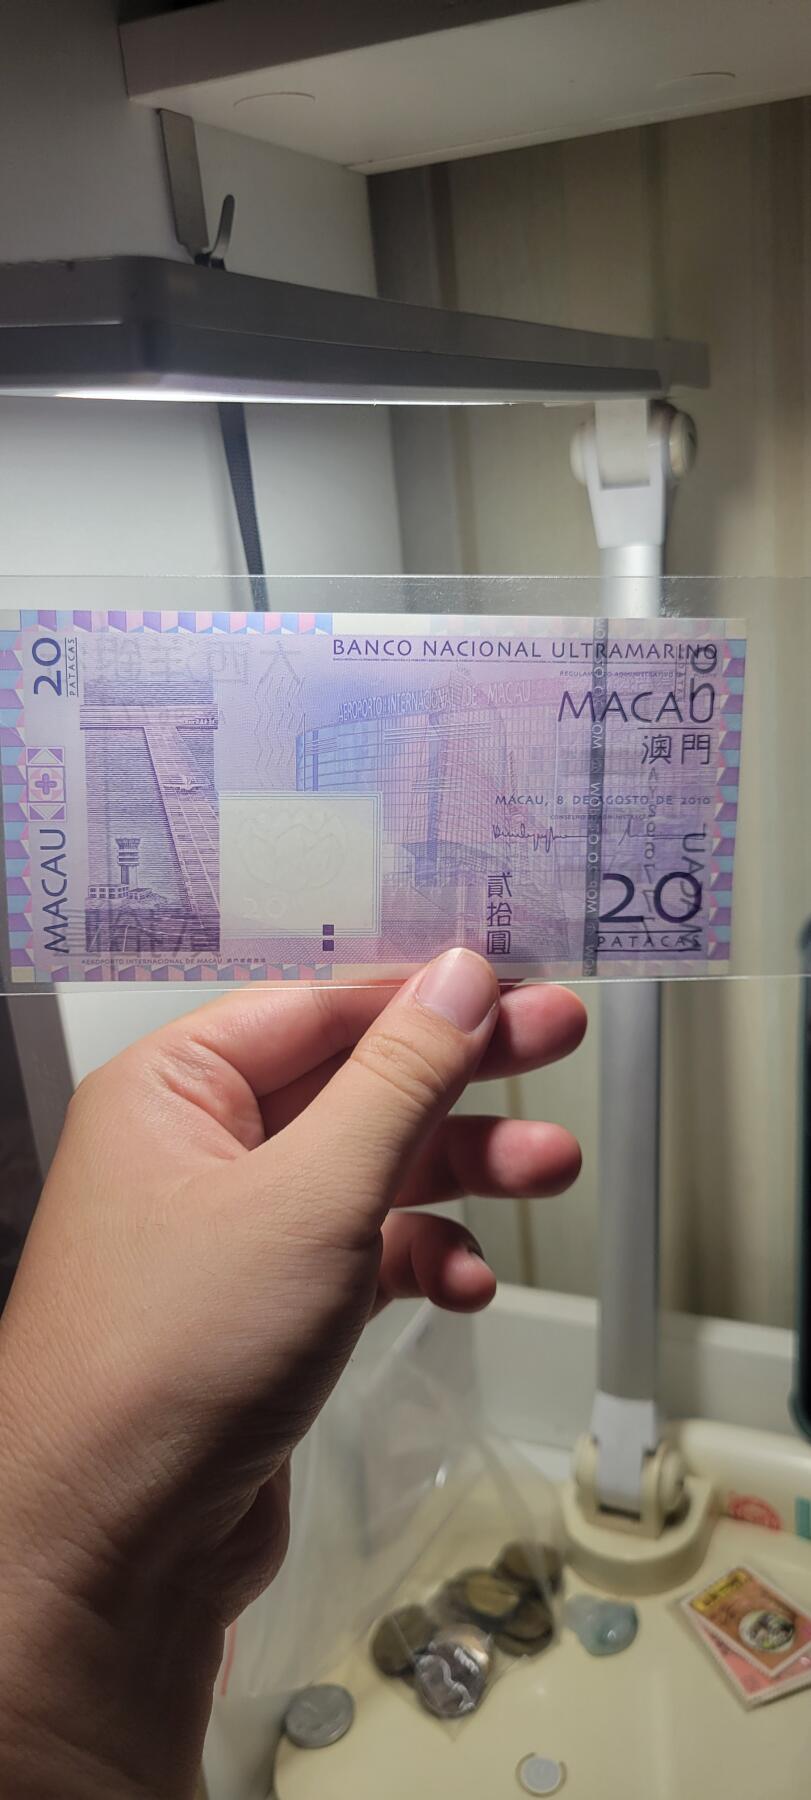 20
PATACAS
BANCO NACIONAL ULTRAMARINO
AEROPORTO INTERNACIONAL DE MACAU
MACAU
澳門
MACAU, 8 DE AGOSTO DE 2010
貳拾圓
20
PATACAS
MACAU
AEROPORTO INTERNACIONAL DE MACAU